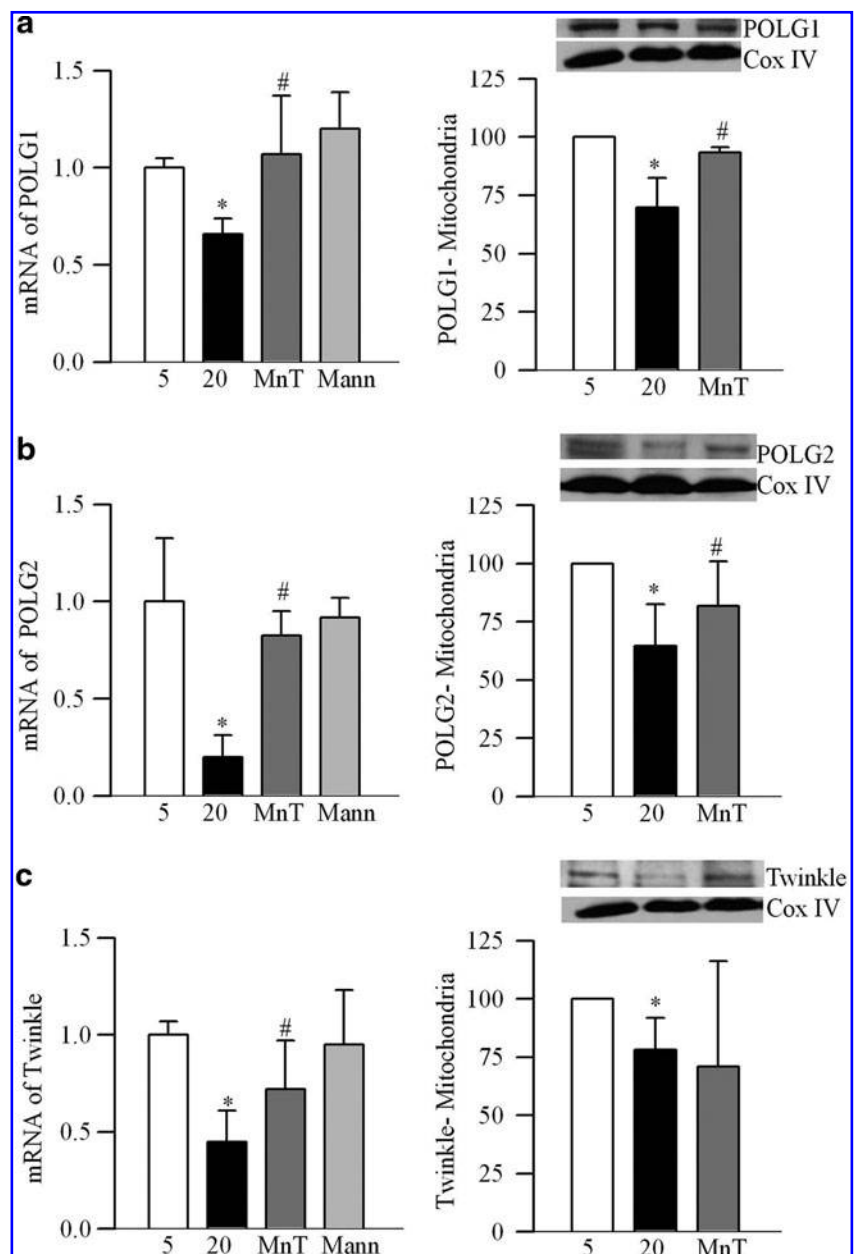 a
POLG1
Cox IV
mRNA of POLG1
1.5
1.0
0.5
0.0
#
*
5 20 MnT Mann
POLG1- Mitochondria
125
100
75
50
25
0
*
#
5 20 MnT
b
POLG2
Cox IV
mRNA of POLG2
1.5
1.0
0.5
0.0
*
#
5 20 MnT Mann
POLG2- Mitochondria
125
100
75
50
25
0
*
#
5 20 MnT
c
Twinkle
Cox IV
mRNA of Twinkle
1.5
1.0
0.5
0.0
*
#
5 20 MnT Mann
Twinkle- Mitochondria
125
100
75
50
25
0
*
5 20 MnT